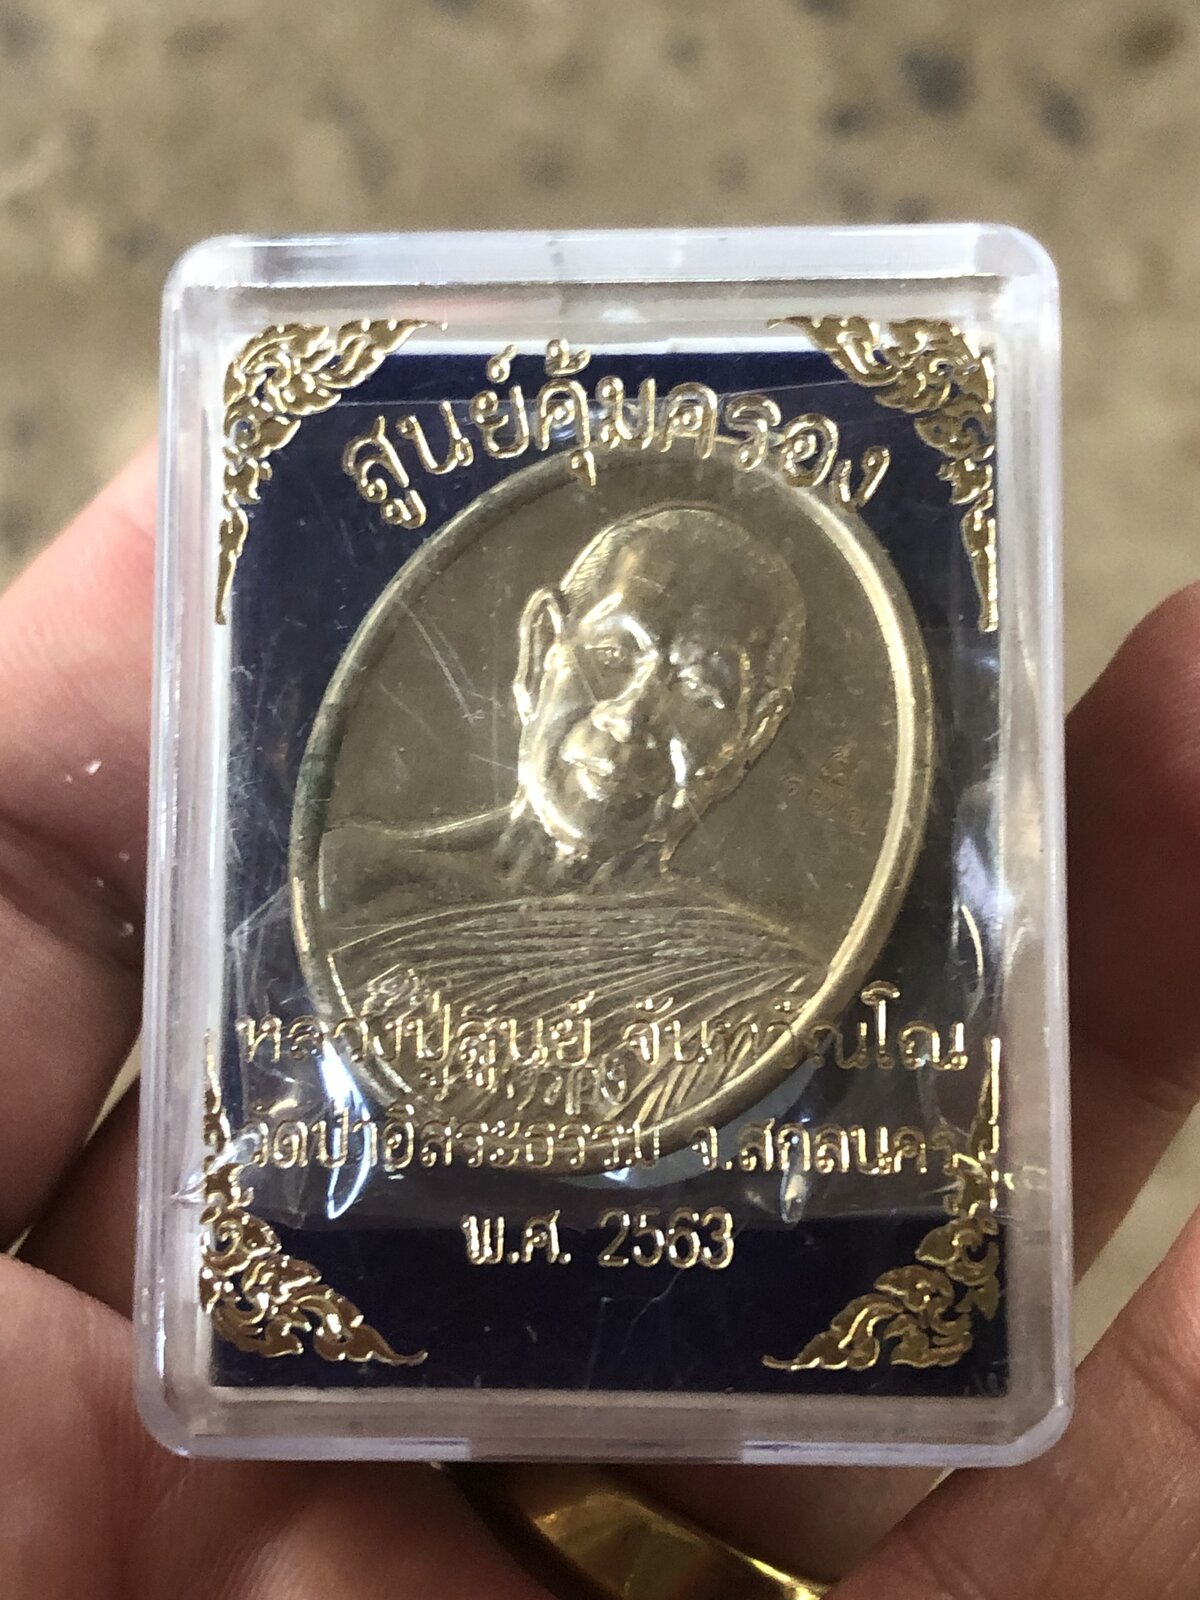 ศูนย์คุ้มครอง
หลวงปู่สูนย์ จันทวัณโณ
วัดป่าอิสระธรรม จ.สกลนคร
พ.ศ. 2563